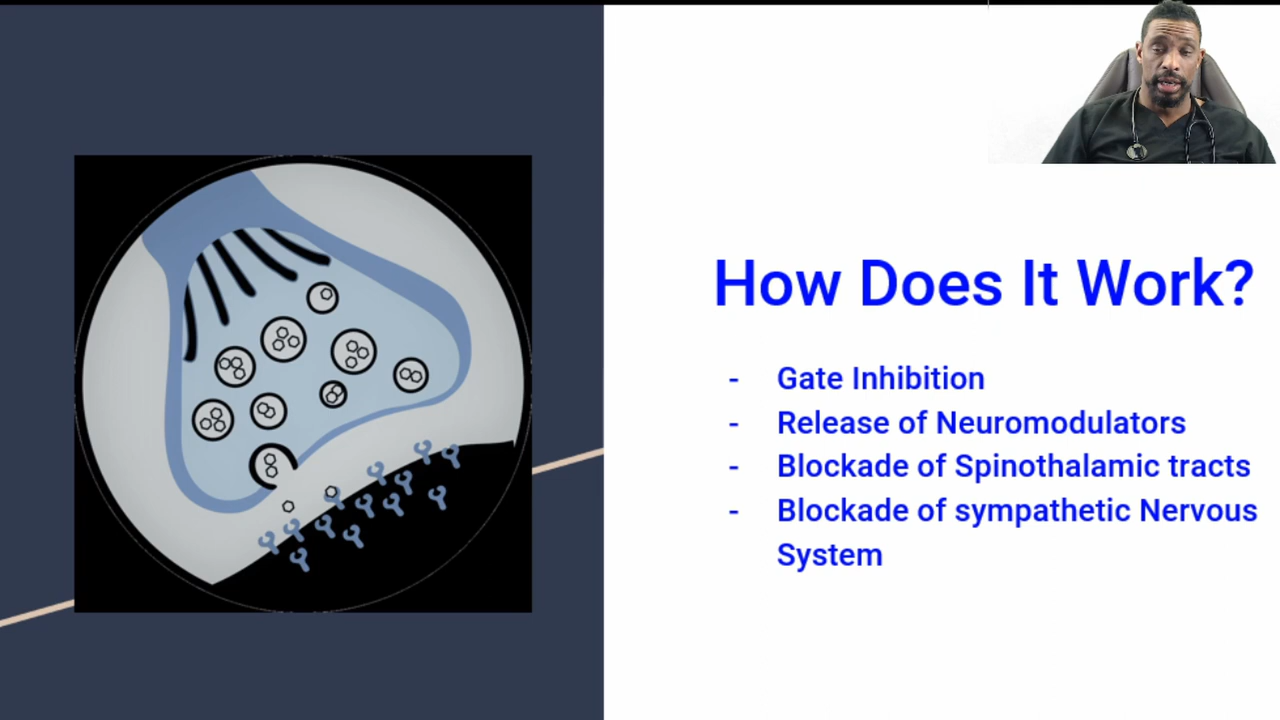 How Does It Work?
- Gate Inhibition
- Release of Neuromodulators
- Blockade of Spinothalamic tracts
- Blockade of sympathetic Nervous
System